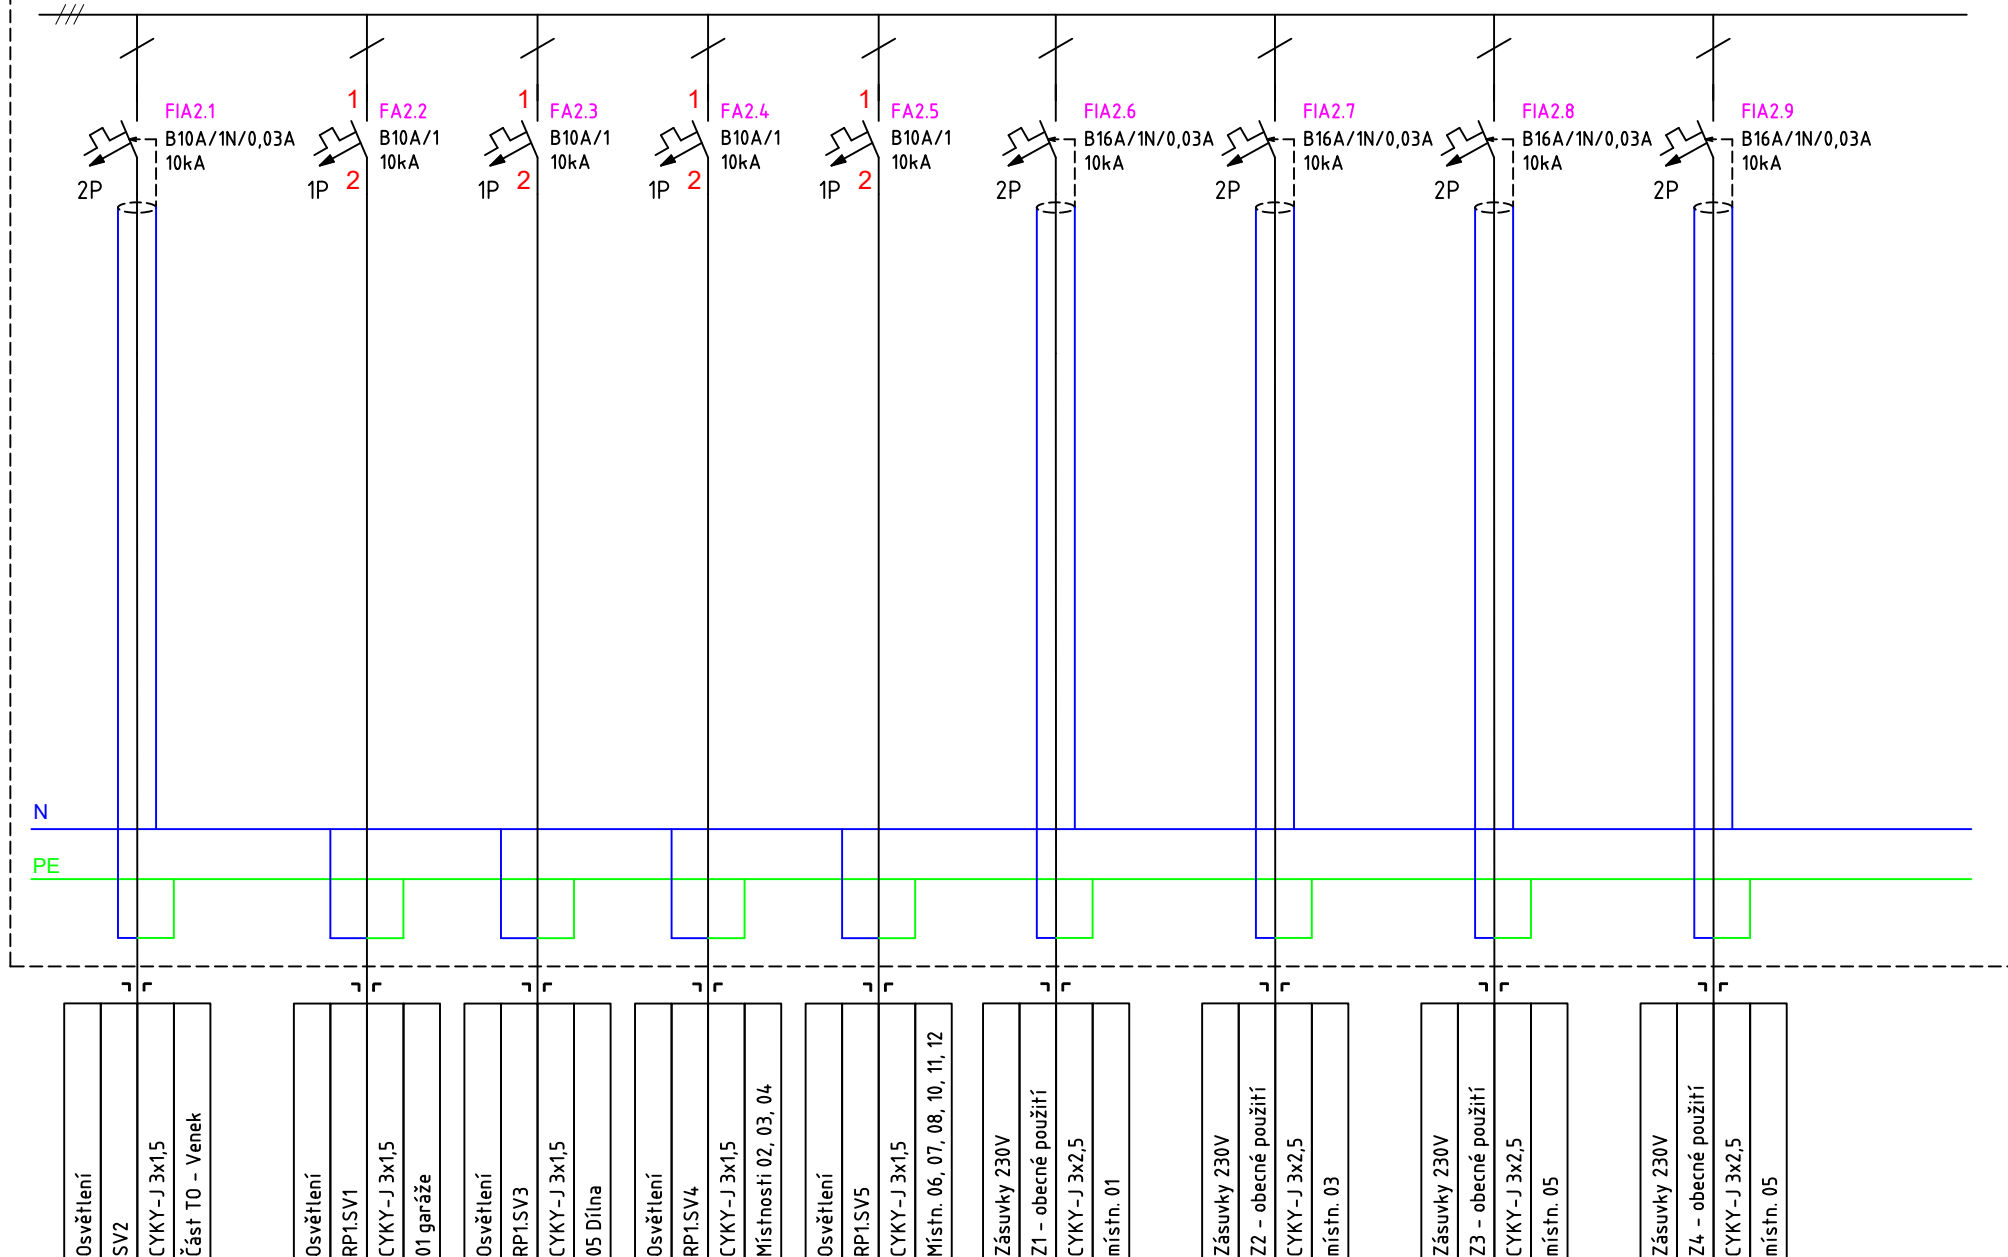 FIA2.1
B10A/1N/0,03A
10kA
2P
1
FA2.2
B10A/1
10kA
1P
2
1
FA2.3
B10A/1
10kA
1P
2
1
FA2.4
B10A/1
10kA
1P
2
1
FA2.5
B10A/1
10kA
1P
2
FIA2.6
B16A/1N/0,03A
10kA
2P
FIA2.7
B16A/1N/0,03A
10kA
2P
FIA2.8
B16A/1N/0,03A
10kA
2P
FIA2.9
B16A/1N/0,03A
10kA
2P
N
PE
Osvětlení
SV2
CYKY-J 3x1,5
Část TO - Venek
Osvětlení
RP1.SV1
CYKY-J 3x1,5
01 garáže
Osvětlení
RP1.SV3
CYKY-J 3x1,5
05 Dílna
Osvětlení
RP1.SV4
CYKY-J 3x1,5
Místnosti 02, 03, 04
Osvětlení
RP1.SV5
CYKY-J 3x1,5
Místn. 06, 07, 08, 10, 11, 12
Zásuvky 230V
Z1 - obecné použití
CYKY-J 3x2,5
místn. 01
Zásuvky 230V
Z2 - obecné použití
CYKY-J 3x2,5
místn. 03
Zásuvky 230V
Z3 - obecné použití
CYKY-J 3x2,5
místn. 05
Zásuvky 230V
Z4 - obecné použití
CYKY-J 3x2,5
místn. 05